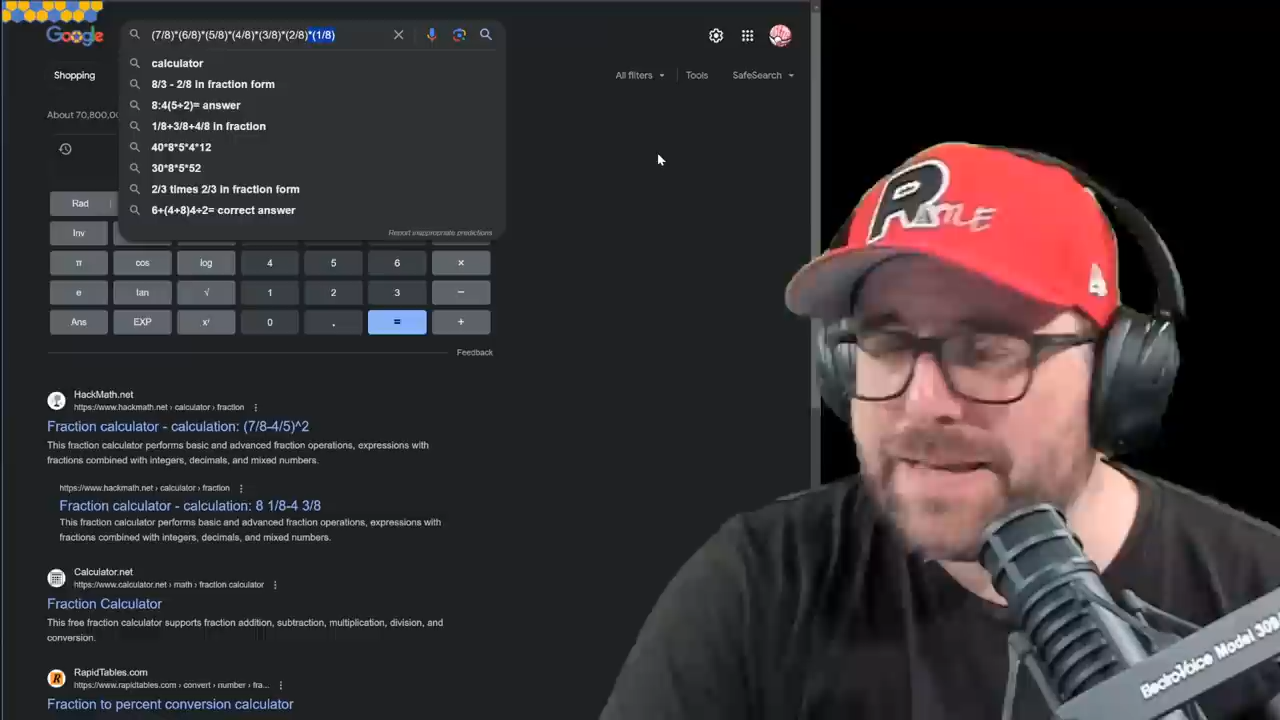 Google
(7/8)*(6/8)*(5/8)*(4/8)*(3/8)*(2/8)*(1/8)
calculator
8/3 - 2/8 in fraction form
8:4(5+2)= answer
1/8+3/8+4/8 in fraction
40*8*5*4*12
30*8*5*52
2/3 times 2/3 in fraction form
6+(4+8)4÷2= correct answer
Report inappropriate predictions
Shopping
All filters
Tools
SafeSearch
About 70,800,0
Rad
Inv
π cos log 4 5 6 ×
e tan √ 1 2 3 −
Ans EXP 0 . = +
Feedback
HackMath.net
https://www.hackmath.net › calculator › fraction
Fraction calculator - calculation: (7/8-4/5)^2
This fraction calculator performs basic and advanced fraction operations, expressions with
fractions combined with integers, decimals, and mixed numbers.
https://www.hackmath.net › calculator › fraction
Fraction calculator - calculation: 8 1/8-4 3/8
This fraction calculator performs basic and advanced fraction operations, expressions with
fractions combined with integers, decimals, and mixed numbers.
Calculator.net
https://www.calculator.net › math › fraction calculator
Fraction Calculator
This free fraction calculator supports fraction addition, subtraction, multiplication, division, and
conversion.
RapidTables.com
https://www.rapidtables.com › convert › number › fra...
Fraction to percent conversion calculator
R
4
ElectroVoice Model 309